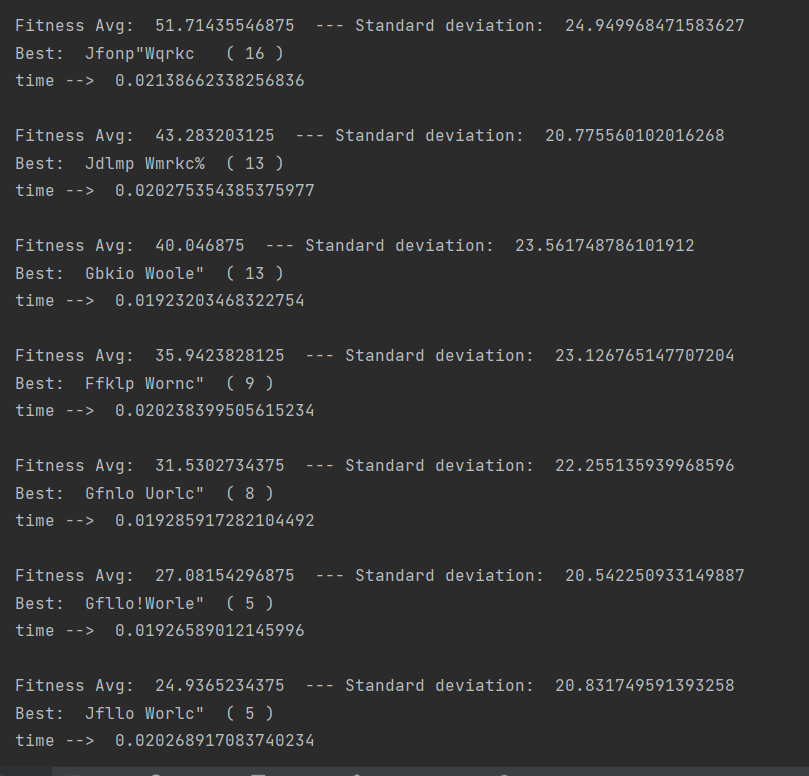 Fitness Avg:  51.71435546875  --- Standard deviation:  24.949968471583627
Best:  Jfonp"Wqrkc   ( 16 )
time -->  0.02138662338256836
Fitness Avg:  43.283203125  --- Standard deviation:  20.775560102016268
Best:  Jdlmp Wmrkc%  ( 13 )
time -->  0.020275354385375977
Fitness Avg:  40.046875  --- Standard deviation:  23.561748786101912
Best:  Gbkio Woole"  ( 13 )
time -->  0.01923203468322754
Fitness Avg:  35.9423828125  --- Standard deviation:  23.126765147707204
Best:  Ffklp Wornc"  ( 9 )
time -->  0.020238399505615234
Fitness Avg:  31.5302734375  --- Standard deviation:  22.255135939968596
Best:  Gfnlo Uorlc"  ( 8 )
time -->  0.019285917282104492
Fitness Avg:  27.08154296875  --- Standard deviation:  20.542250933149887
Best:  Gfllo!Worle"  ( 5 )
time -->  0.01926589012145996
Fitness Avg:  24.9365234375  --- Standard deviation:  20.831749591393258
Best:  Jfllo Worlc"  ( 5 )
time -->  0.020268917083740234